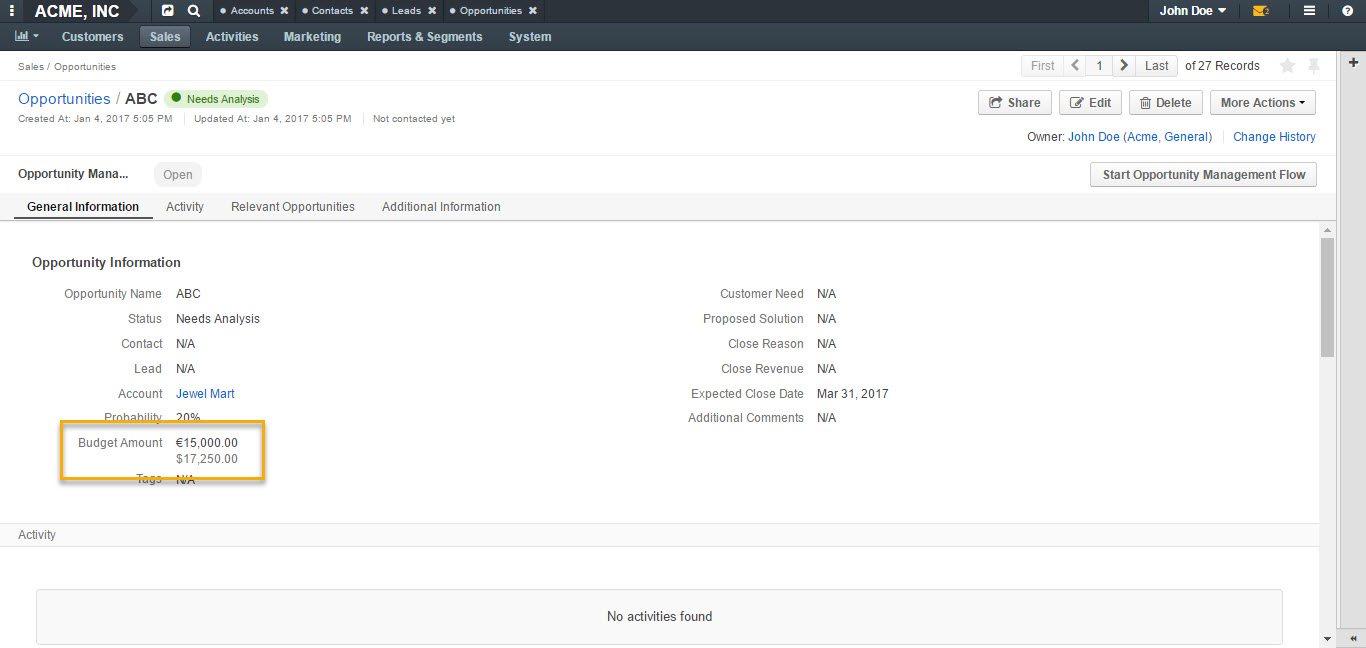 ACME, INC
Accounts Contacts Leads Opportunities
John Doe
2
Customers Sales Activities Marketing Reports & Segments System
Sales / Opportunities
First 1 Last of 27 Records
Opportunities / ABC Needs Analysis
Share Edit Delete More Actions
Created At: Jan 4, 2017 5:05 PM Updated At: Jan 4, 2017 5:05 PM Not contacted yet
Owner: John Doe (Acme, General) Change History
Opportunity Mana... Open Start Opportunity Management Flow
General Information Activity Relevant Opportunities Additional Information
Opportunity Information
Opportunity Name ABC
Status Needs Analysis
Contact N/A
Lead N/A
Account Jewel Mart
Probability 20%
Budget Amount €15,000.00
$17,250.00
Tags N/A
Customer Need N/A
Proposed Solution N/A
Close Reason N/A
Close Revenue N/A
Expected Close Date Mar 31, 2017
Additional Comments N/A
Activity
No activities found